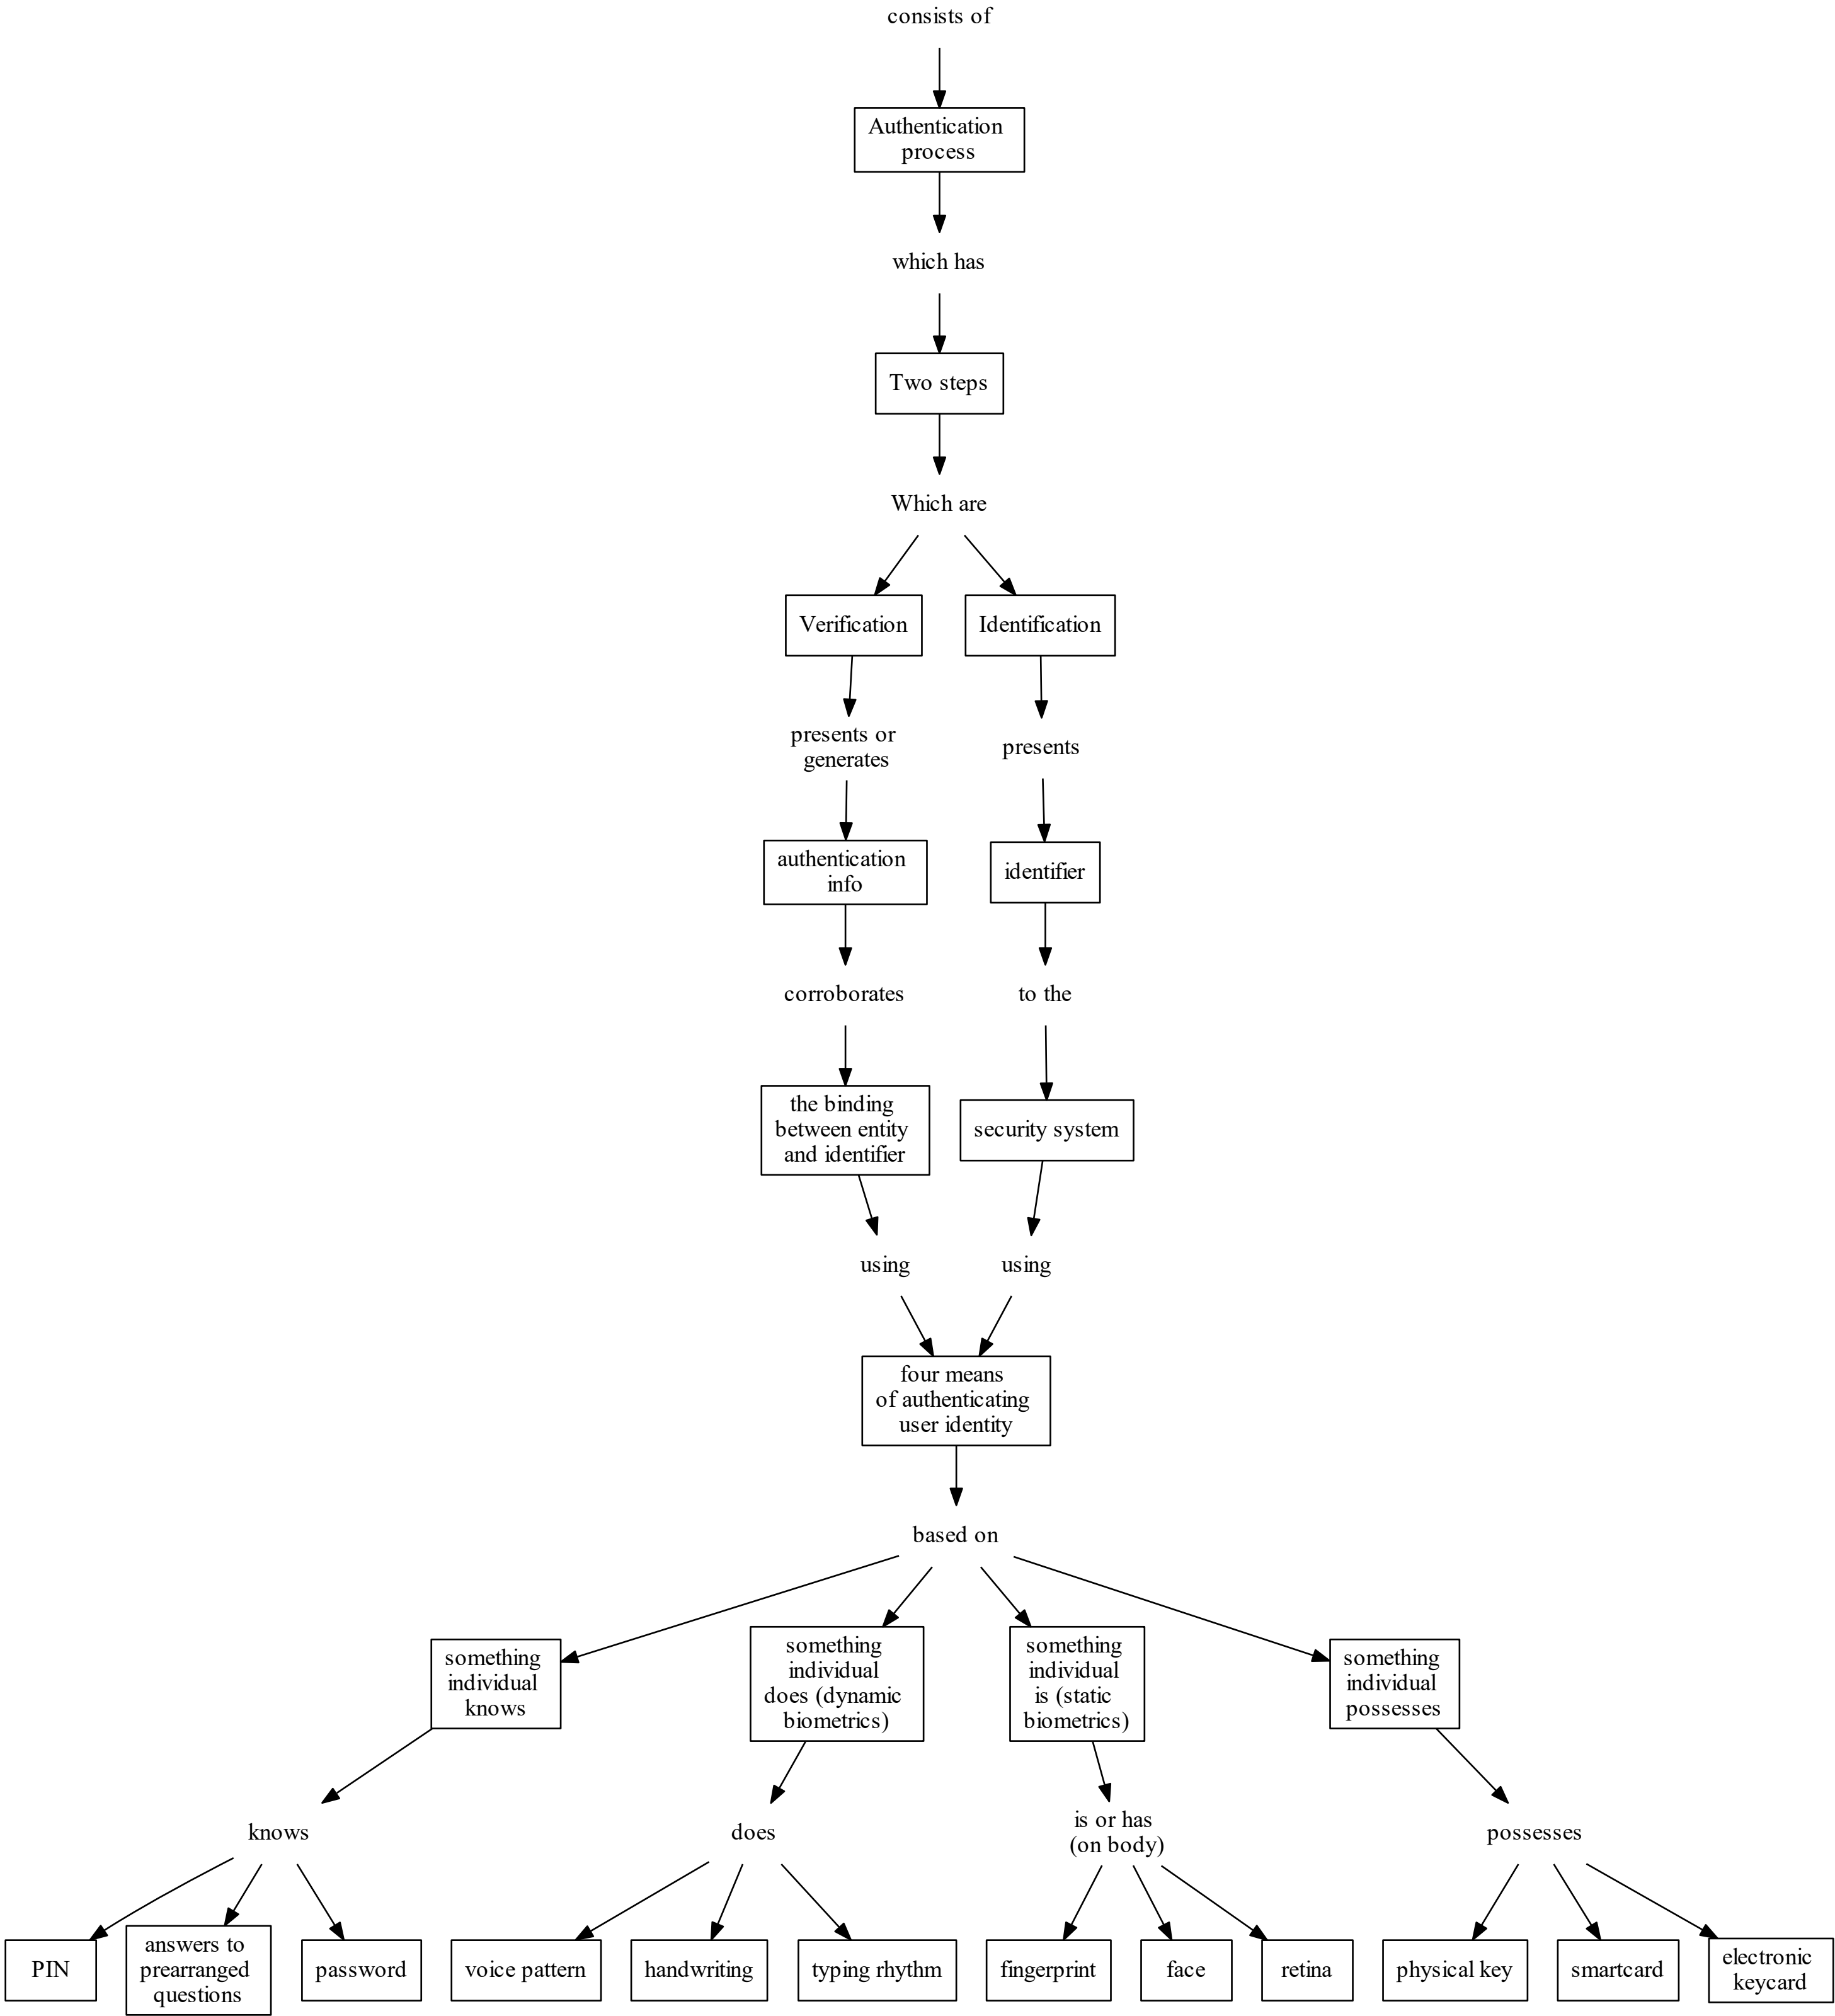 consists of
Authentication
process
which has
Two steps
Which are
Verification
Identification
presents or
generates
presents
authentication
info
identifier
corroborates
to the
the binding
between entity
and identifier
security system
using
using
four means
of authenticating
user identity
based on
something
individual
knows
something
individual
does (dynamic
biometrics)
something
individual
is (static
biometrics)
something
individual
possesses
knows
does
is or has
(on body)
possesses
PIN
answers to
prearranged
questions
password
voice pattern
handwriting
typing rhythm
fingerprint
face
retina
physical key
smartcard
electronic
keycard